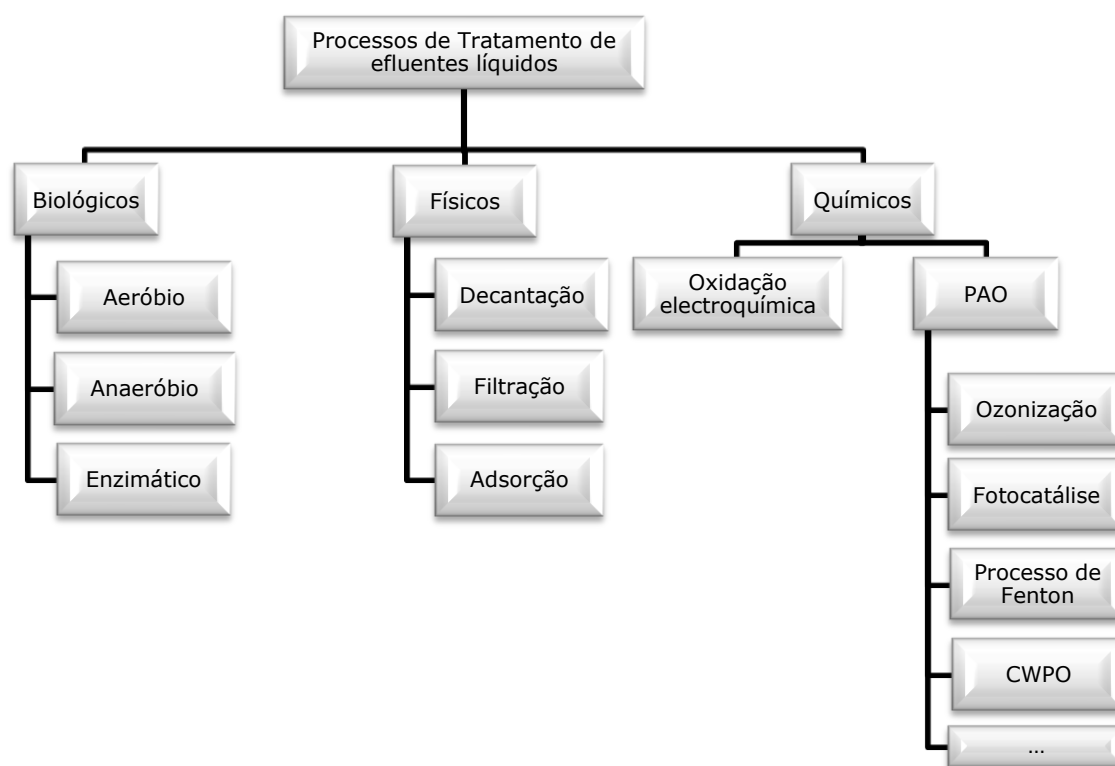 Processos de Tratamento de
efluentes líquidos
Biológicos
Aeróbio
Anaeróbio
Enzimático
Físicos
Decantação
Filtração
Adsorção
Químicos
Oxidação
electroquímica
PAO
Ozonização
Fotocatálise
Processo de
Fenton
CWPO
...